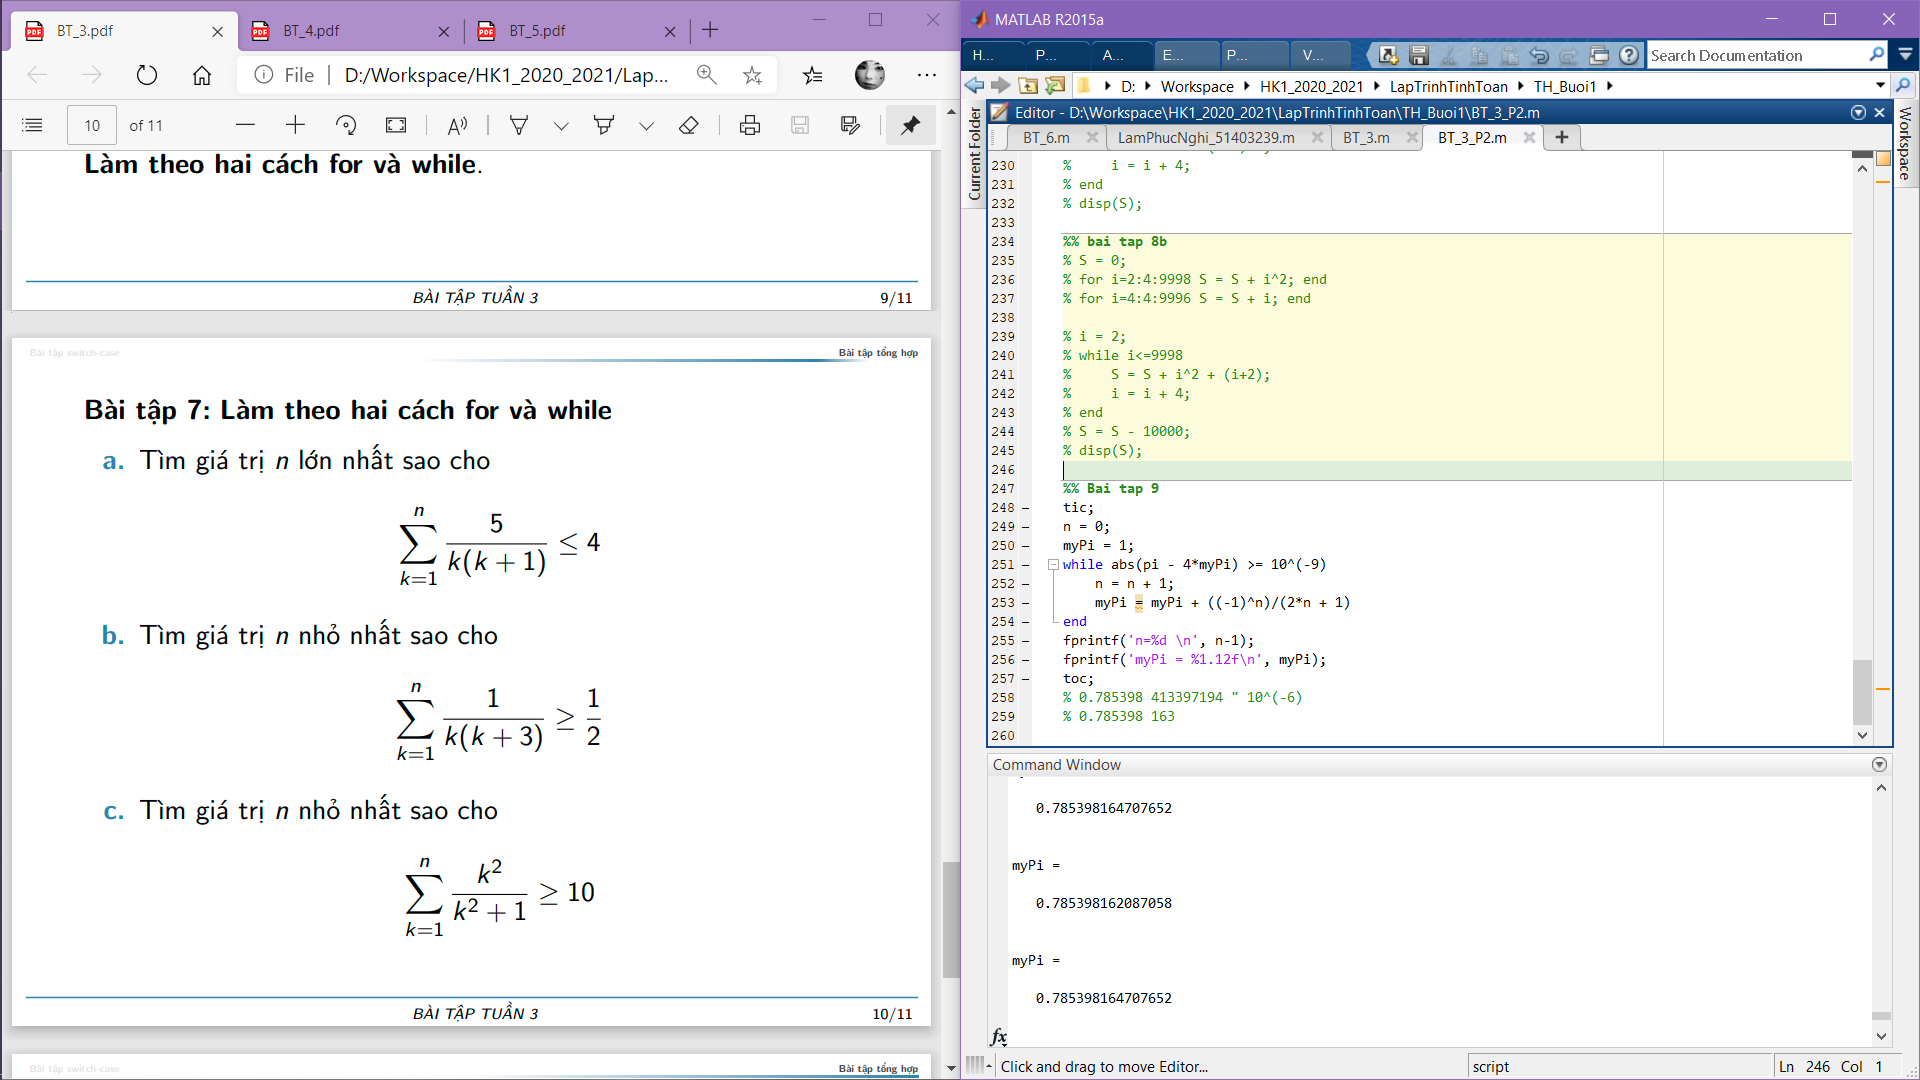 BT_3.pdf
BT_4.pdf
BT_5.pdf
File
D:/Workspace/HK1_2020_2021/Lap...
10 of 11
Làm theo hai cách for và while.
BÀI TẬP TUẦN 3 9/11
Bài tập switch-case Bài tập tổng hợp
Bài tập 7: Làm theo hai cách for và while
a. Tìm giá trị n lớn nhất sao cho
∑_{k=1}^{n} 5/(k(k + 1)) ≤ 4
b. Tìm giá trị n nhỏ nhất sao cho
∑_{k=1}^{n} 1/(k(k + 3)) ≥ 1/2
c. Tìm giá trị n nhỏ nhất sao cho
∑_{k=1}^{n} k²/(k² + 1) ≥ 10
BÀI TẬP TUẦN 3 10/11
Bài tập switch-case Bài tập tổng hợp
MATLAB R2015a
H... P... A... E... P... V...
Search Documentation
D: Workspace HK1_2020_2021 LapTrinhTinhToan TH_Buoi1
Current Folder
Workspace
Editor - D:\Workspace\HK1_2020_2021\LapTrinhTinhToan\TH_Buoi1\BT_3_P2.m
BT_6.m LamPhucNghi_51403239.m BT_3.m BT_3_P2.m
230 %     i = i + 4;
231 % end
232 % disp(S);
233
234 %% bai tap 8b
235 % S = 0;
236 % for i=2:4:9998 S = S + i^2; end
237 % for i=4:4:9996 S = S + i; end
238
239 % i = 2;
240 % while i<=9998
241 %     S = S + i^2 + (i+2);
242 %     i = i + 4;
243 % end
244 % S = S - 10000;
245 % disp(S);
246
247 %% Bai tap 9
248 – tic;
249 – n = 0;
250 – myPi = 1;
251 – while abs(pi - 4*myPi) >= 10^(-9)
252 –     n = n + 1;
253 –     myPi = myPi + ((-1)^n)/(2*n + 1)
254 – end
255 – fprintf('n=%d \n', n-1);
256 – fprintf('myPi = %1.12f\n', myPi);
257 – toc;
258 % 0.785398 413397194 " 10^(-6)
259 % 0.785398 163
260
Command Window
0.785398164707652
myPi =
0.785398162087058
myPi =
0.785398164707652
fx
Click and drag to move Editor...
script
Ln 246 Col 1